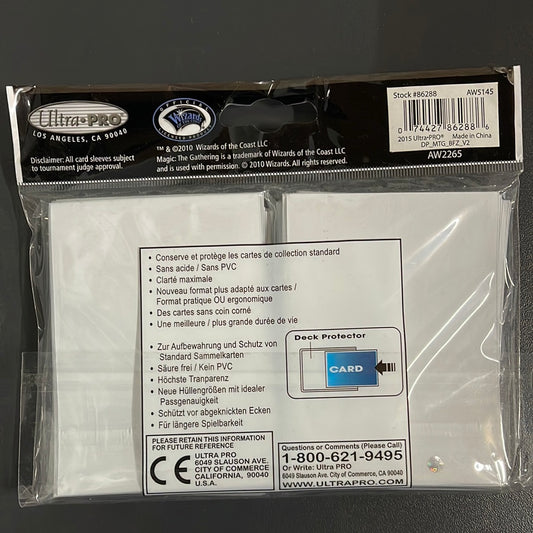 Ultra•PRO
LOS ANGELES, CA 90040
Disclaimer: All card sleeves subject
to tournament judge approval.
OFFICIAL
Wizards
™ & ©2010 Wizards of the Coast LLC
Magic: The Gathering is a trademark of Wizards of the Coast LLC
and is used with permission. © 2010 Wizards. All rights reserved.
Stock #86288 AW5145
0 74427 86288 6
2015 Ultra•PRO® Made in China
DP_MTG_BFZ_V2
AW2265
• Conserve et protège les cartes de collection standard
• Sans acide / Sans PVC
• Clarté maximale
• Nouveau format plus adapté aux cartes /
Format pratique OU ergonomique
• Des cartes sans coin corné
• Une meilleure / plus grande durée de vie
• Zur Aufbewahrung und Schutz von
Standard Sammelkarten
• Säure frei / Kein PVC
• Höchste Tranparenz
• Neue Hüllengrößen mit idealer
Passgenauigkeit
• Schützt vor abgeknickten Ecken
• Für längere Spielbarkeit
Deck Protector
CARD
PLEASE RETAIN THIS INFORMATION
FOR FUTURE REFERENCE
CE
ULTRA PRO
6049 SLAUSON AVE.
CITY OF COMMERCE
CALIFORNIA, 90040
U.S.A.
Questions or Comments (Please Call)
1-800-621-9495
Or Write: Ultra PRO
6049 Slauson Ave. City of Commerce, CA 90040
WWW.ULTRAPRO.COM